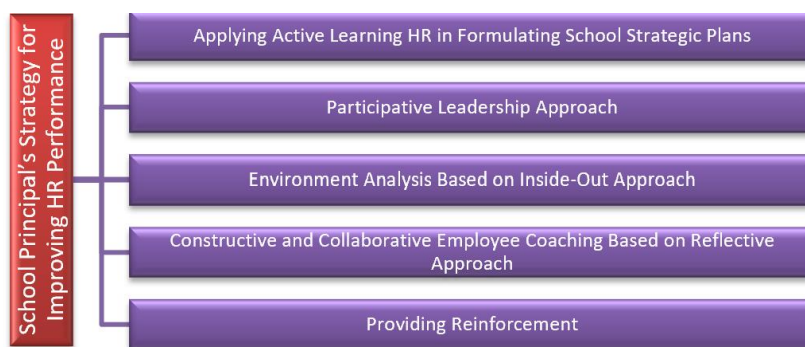 School Principal's Strategy for
Improving HR Performance
Applying Active Learning HR in Formulating School Strategic Plans
Participative Leadership Approach
Environment Analysis Based on Inside-Out Approach
Constructive and Collaborative Employee Coaching Based on Reflective
Approach
Providing Reinforcement